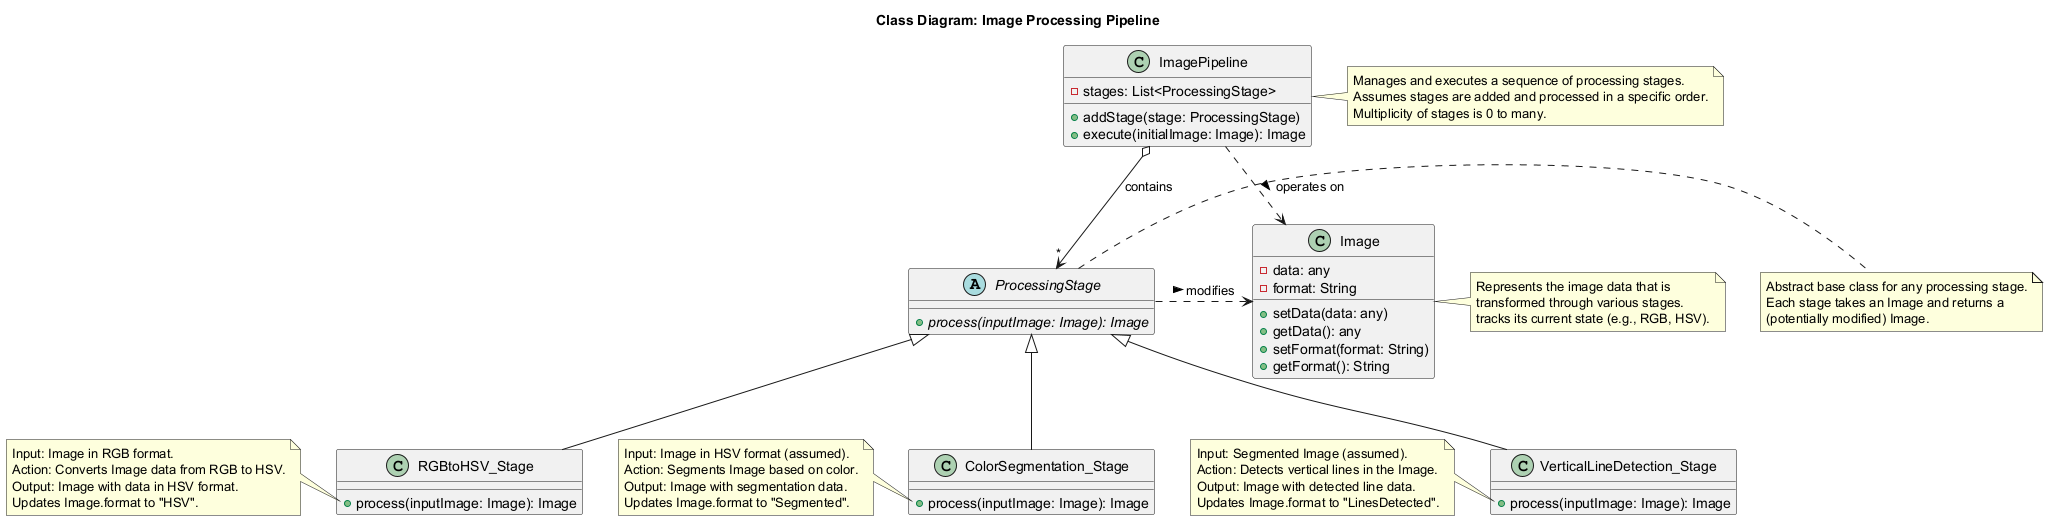 Class Diagram: Image Processing Pipeline
C ImagePipeline
stages: List<ProcessingStage>
addStage(stage: ProcessingStage)
execute(initialImage: Image): Image
Manages and executes a sequence of processing stages.
Assumes stages are added and processed in a specific order.
Multiplicity of stages is 0 to many.
contains
operates on
*
A ProcessingStage
process(inputImage: Image): Image
modifies
C Image
data: any
format: String
setData(data: any)
getData(): any
setFormat(format: String)
getFormat(): String
Represents the image data that is
transformed through various stages.
tracks its current state (e.g., RGB, HSV).
Abstract base class for any processing stage.
Each stage takes an Image and returns a
(potentially modified) Image.
Input: Image in RGB format.
Action: Converts Image data from RGB to HSV.
Output: Image with data in HSV format.
Updates Image.format to "HSV".
C RGBtoHSV_Stage
process(inputImage: Image): Image
Input: Image in HSV format (assumed).
Action: Segments Image based on color.
Output: Image with segmentation data.
Updates Image.format to "Segmented".
C ColorSegmentation_Stage
process(inputImage: Image): Image
Input: Segmented Image (assumed).
Action: Detects vertical lines in the Image.
Output: Image with detected line data.
Updates Image.format to "LinesDetected".
C VerticalLineDetection_Stage
process(inputImage: Image): Image